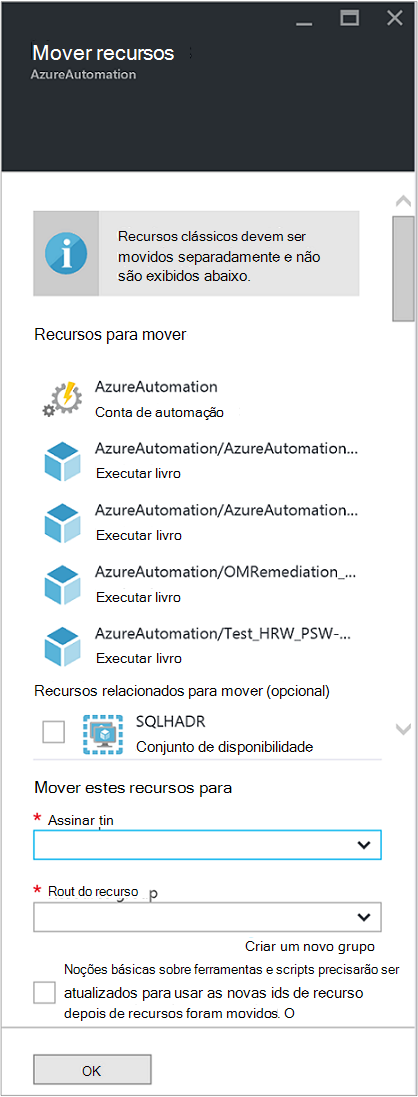 Mover recursos
AzureAutomation
Recursos clássicos devem ser
movidos separadamente e não
são exibidos abaixo.
Recursos para mover
AzureAutomation
Conta de automação
AzureAutomation/AzureAutomation...
Executar livro
AzureAutomation/AzureAutomation...
Executar livro
AzureAutomation/OMRemediation_...
Executar livro
AzureAutomation/Test_HRW_PSW-...
Executar livro
Recursos relacionados para mover (opcional)
SQLHADR
Conjunto de disponibilidade
Mover estes recursos para
* Assinar
* Rout do recurso
Criar um novo grupo
Noções básicas sobre ferramentas e scripts precisarão ser
atualizados para usar as novas ids de recurso
depois de recursos foram movidos. O
OK